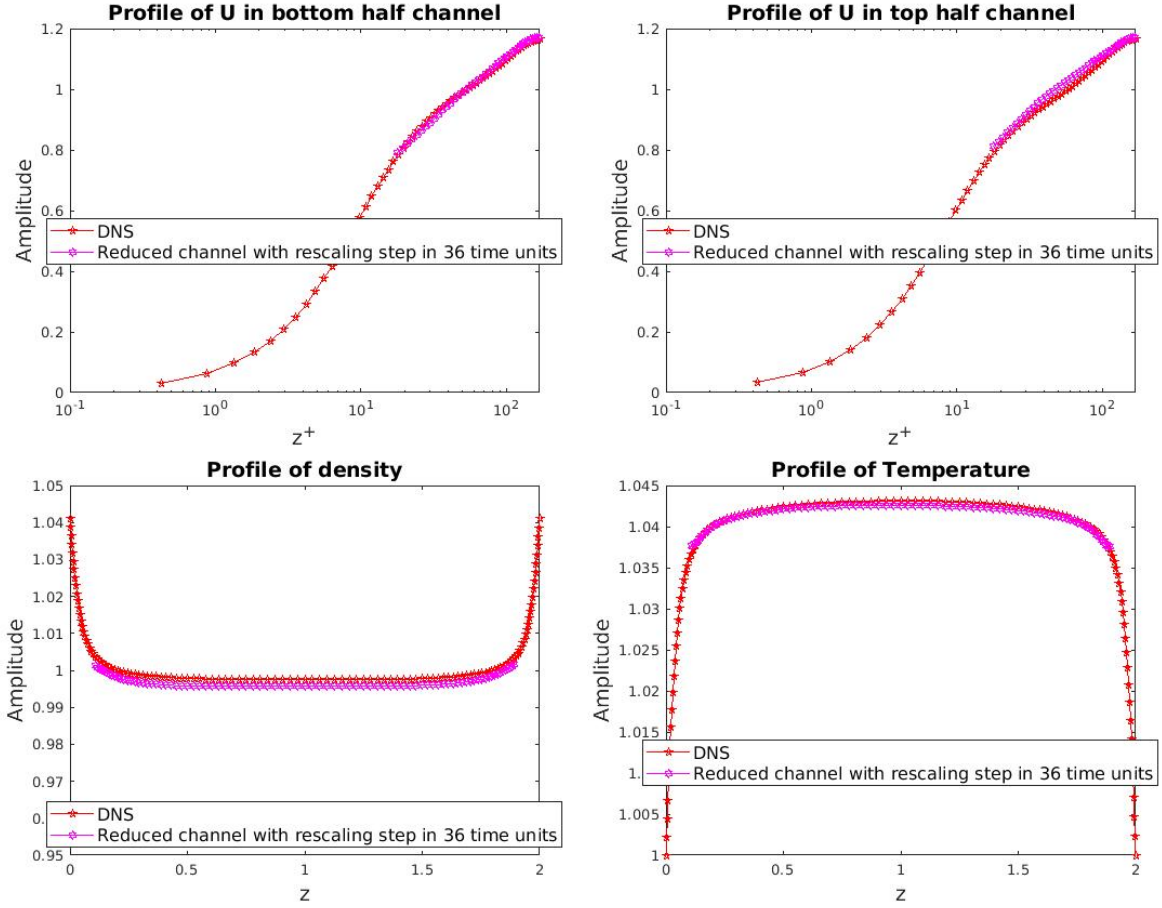 Profile of U in bottom half channel
1.2
1
0.8
0.6
0.4
0.2
0
Amplitude
DNS
Reduced channel with rescaling step in 36 time units
10^-1
10^0
10^1
10^2
z^+
Profile of U in top half channel
1.2
1
0.8
0.6
0.4
0.2
0
Amplitude
DNS
Reduced channel with rescaling step in 36 time units
10^-1
10^0
10^1
10^2
z^+
Profile of density
1.05
1.04
1.03
1.02
1.01
1
0.99
0.98
0.97
0.95
Amplitude
DNS
Reduced channel with rescaling step in 36 time units
0
0.5
1
1.5
2
z
Profile of Temperature
1.045
1.04
1.035
1.03
1.025
1.02
1.015
1.005
1
Amplitude
DNS
Reduced channel with rescaling step in 36 time units
0
0.5
1
1.5
2
z